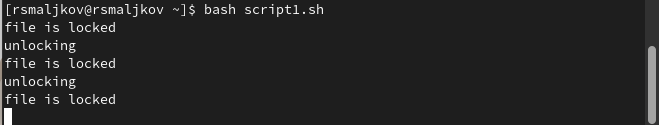 [rsmaljkov@rsmaljkov ~]$ bash script1.sh
file is locked
unlocking
file is locked
unlocking
file is locked